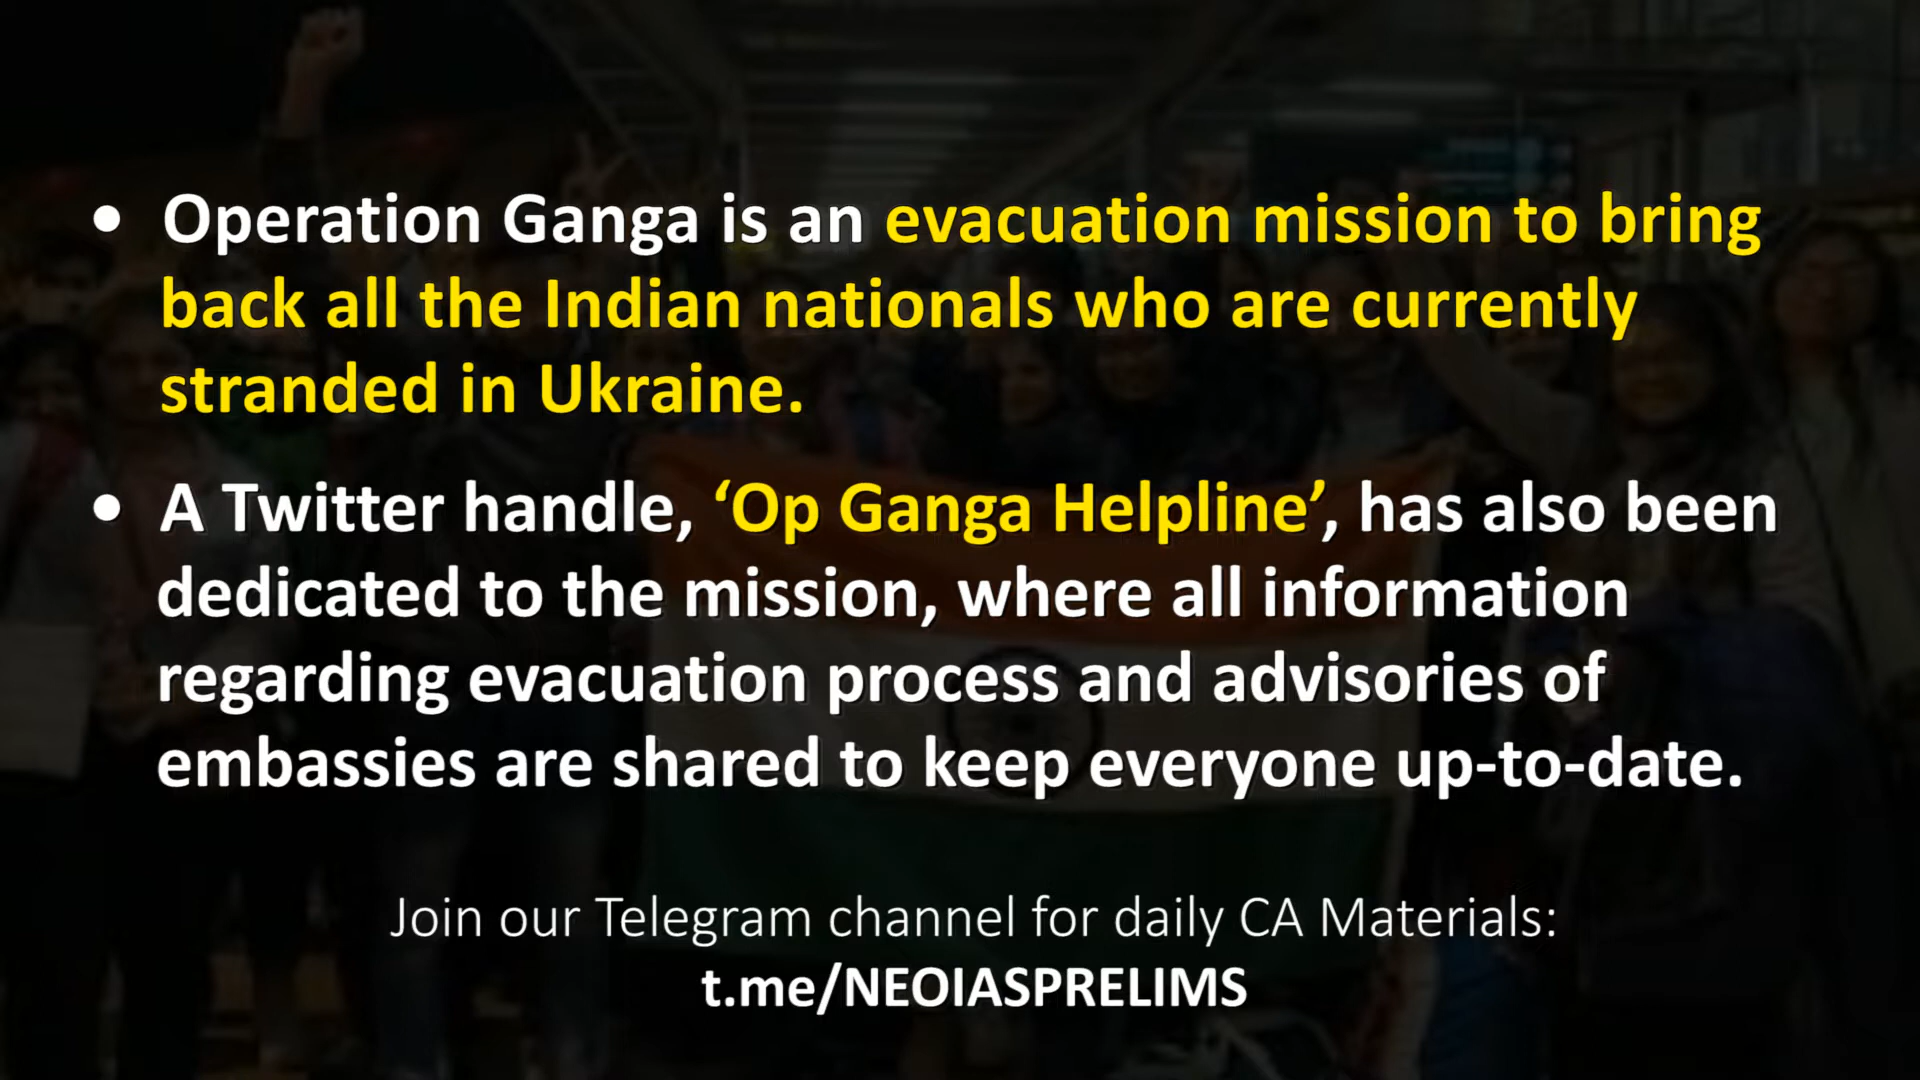 • Operation Ganga is an evacuation mission to bring
back all the Indian nationals who are currently
stranded in Ukraine.
• A Twitter handle, ‘Op Ganga Helpline’, has also been
dedicated to the mission, where all information
regarding evacuation process and advisories of
embassies are shared to keep everyone up-to-date.
Join our Telegram channel for daily CA Materials:
t.me/NEOIASPRELIMS